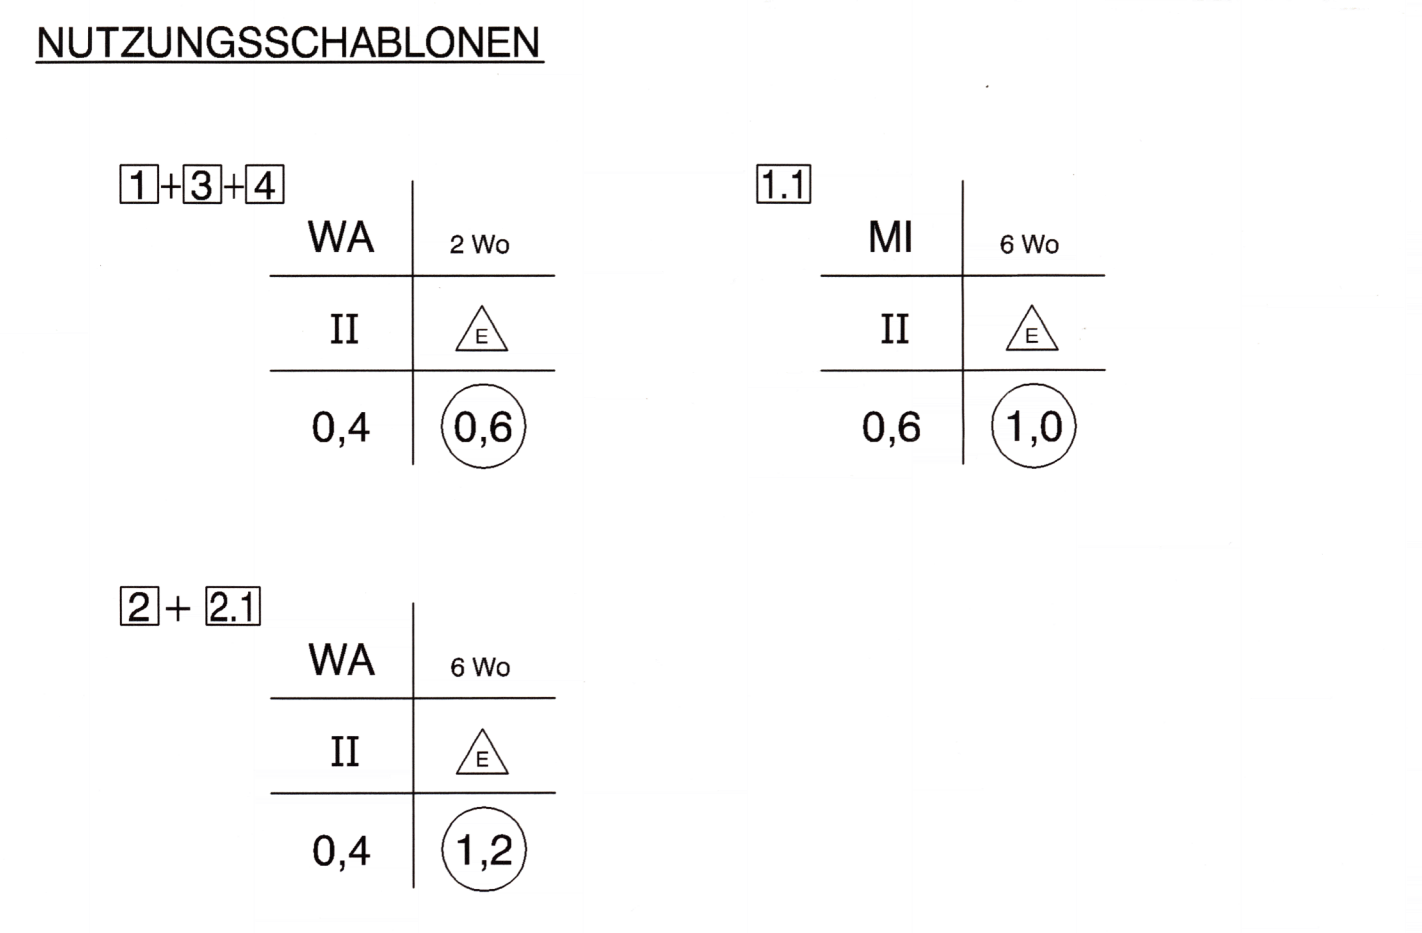 NUTZUNGSSCHABLONEN
1+3+4
WA 2 Wo
II E
0,4 0,6
1.1
MI 6 Wo
II E
0,6 1,0
2 + 2.1
WA 6 Wo
II E
0,4 1,2